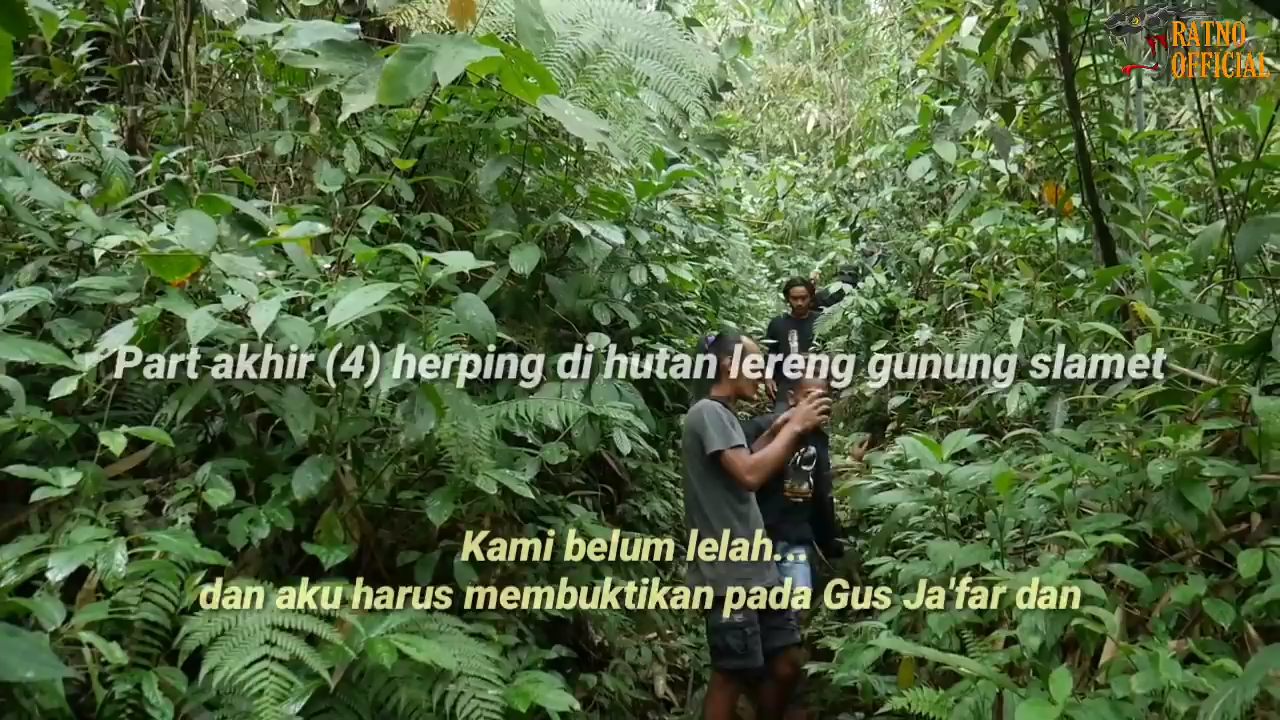 RATNO
OFFICIAL
Part akhir (4) herping di hutan lereng gunung slamet
Kami belum lelah...
dan aku harus membuktikan pada Gus Ja'far dan